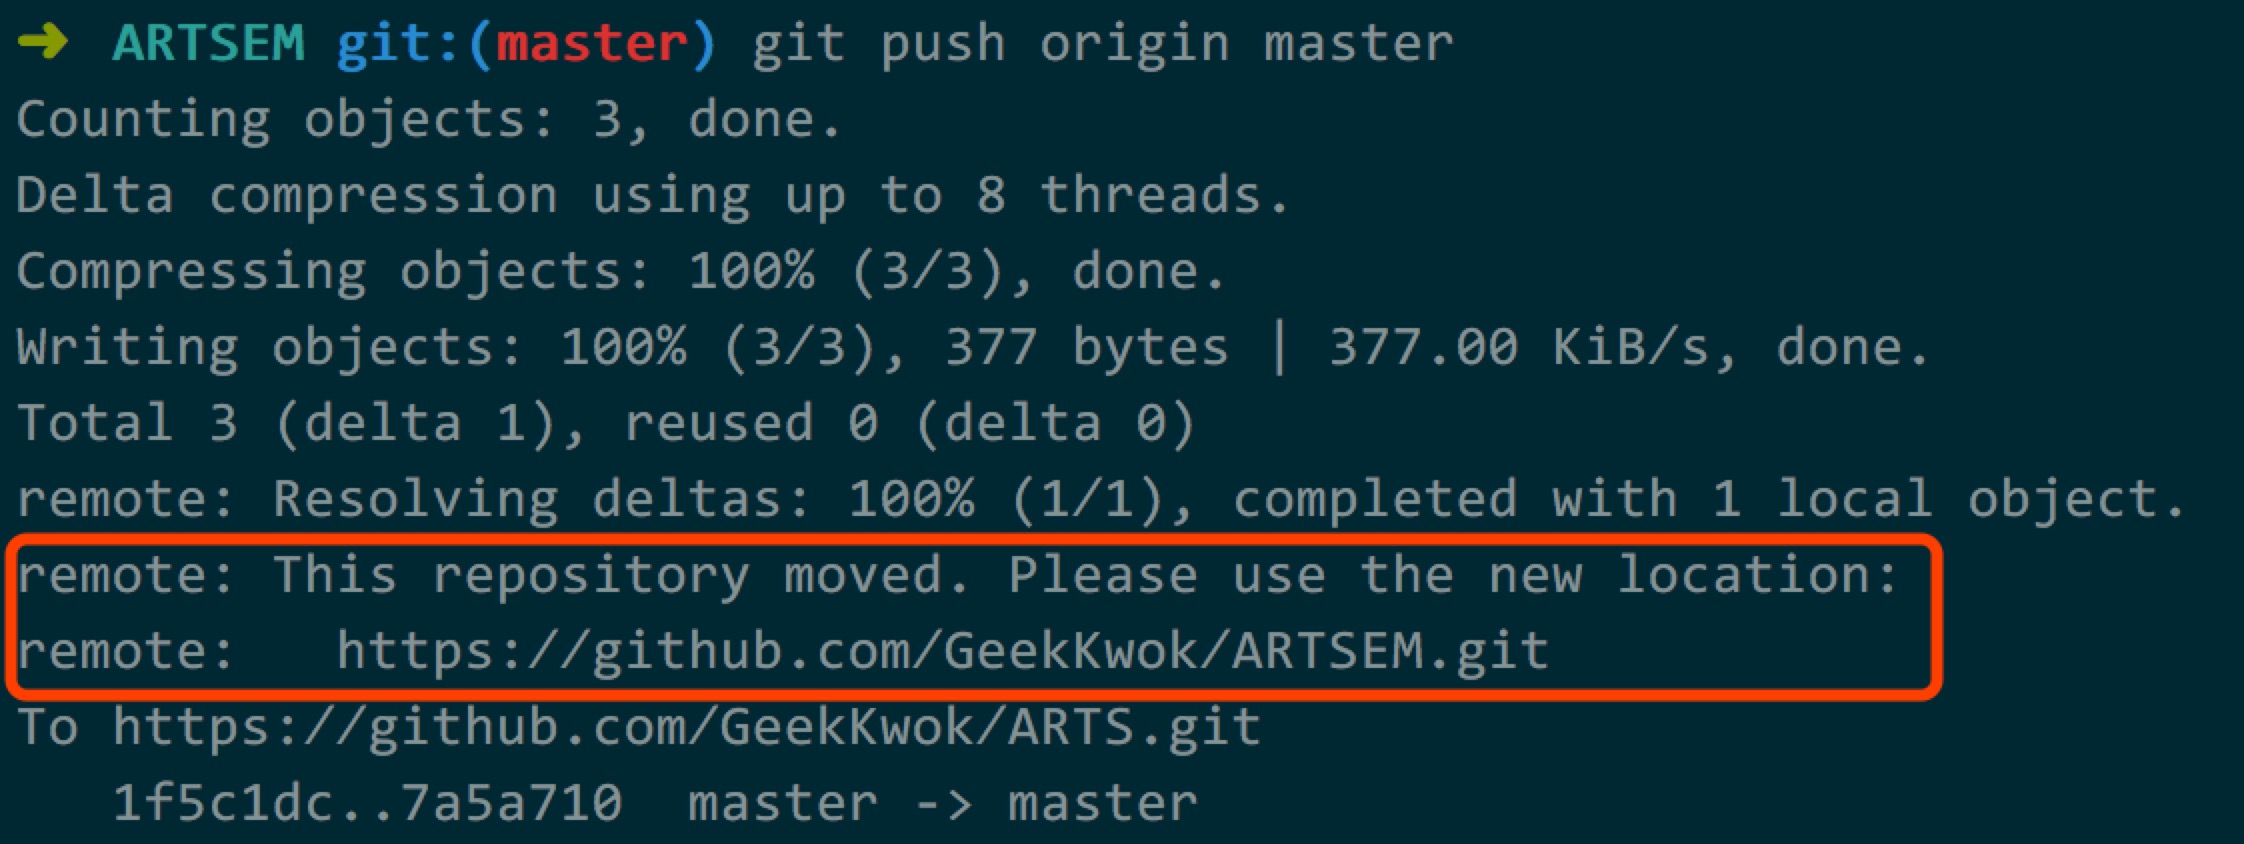 ➜ ARTSEM git:(master) git push origin master
Counting objects: 3, done.
Delta compression using up to 8 threads.
Compressing objects: 100% (3/3), done.
Writing objects: 100% (3/3), 377 bytes | 377.00 KiB/s, done.
Total 3 (delta 1), reused 0 (delta 0)
remote: Resolving deltas: 100% (1/1), completed with 1 local object.
remote: This repository moved. Please use the new location:
remote:   https://github.com/GeekKwok/ARTSEM.git
To https://github.com/GeekKwok/ARTS.git
   1f5c1dc..7a5a710  master -> master